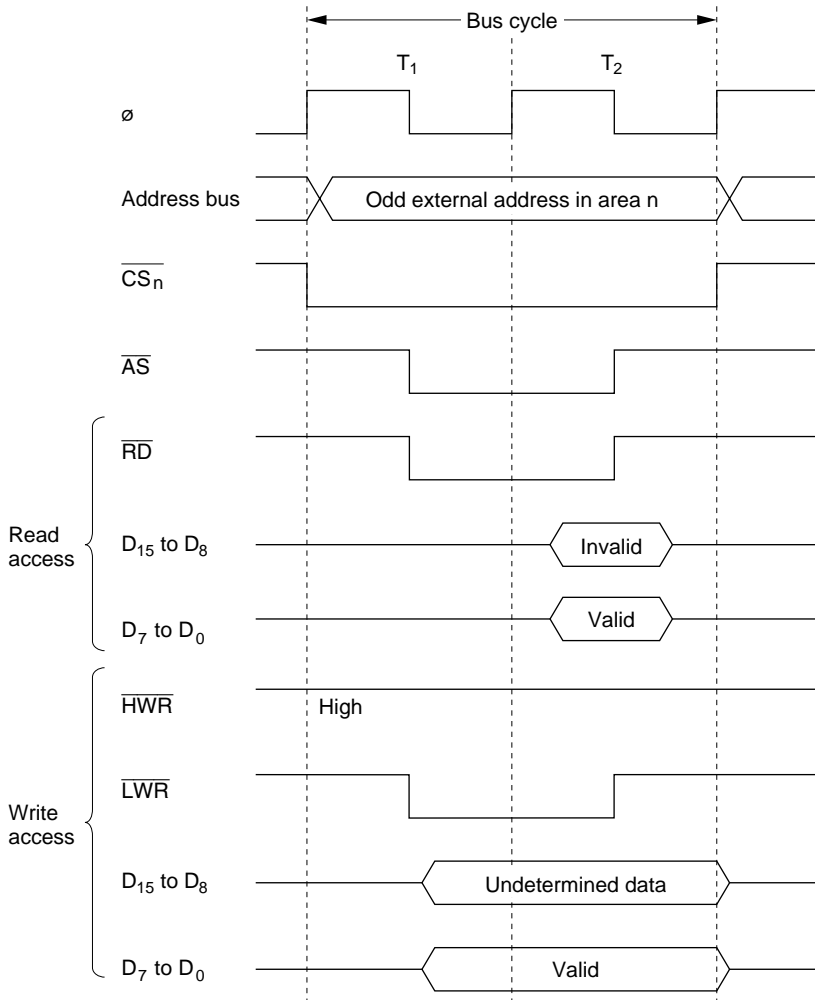 Bus cycle
T1 T2
ø
Address bus Odd external address in area n
CSn
AS
RD
Read
access
D15 to D8 Invalid
D7 to D0 Valid
HWR High
LWR
Write
access
D15 to D8 Undetermined data
D7 to D0 Valid